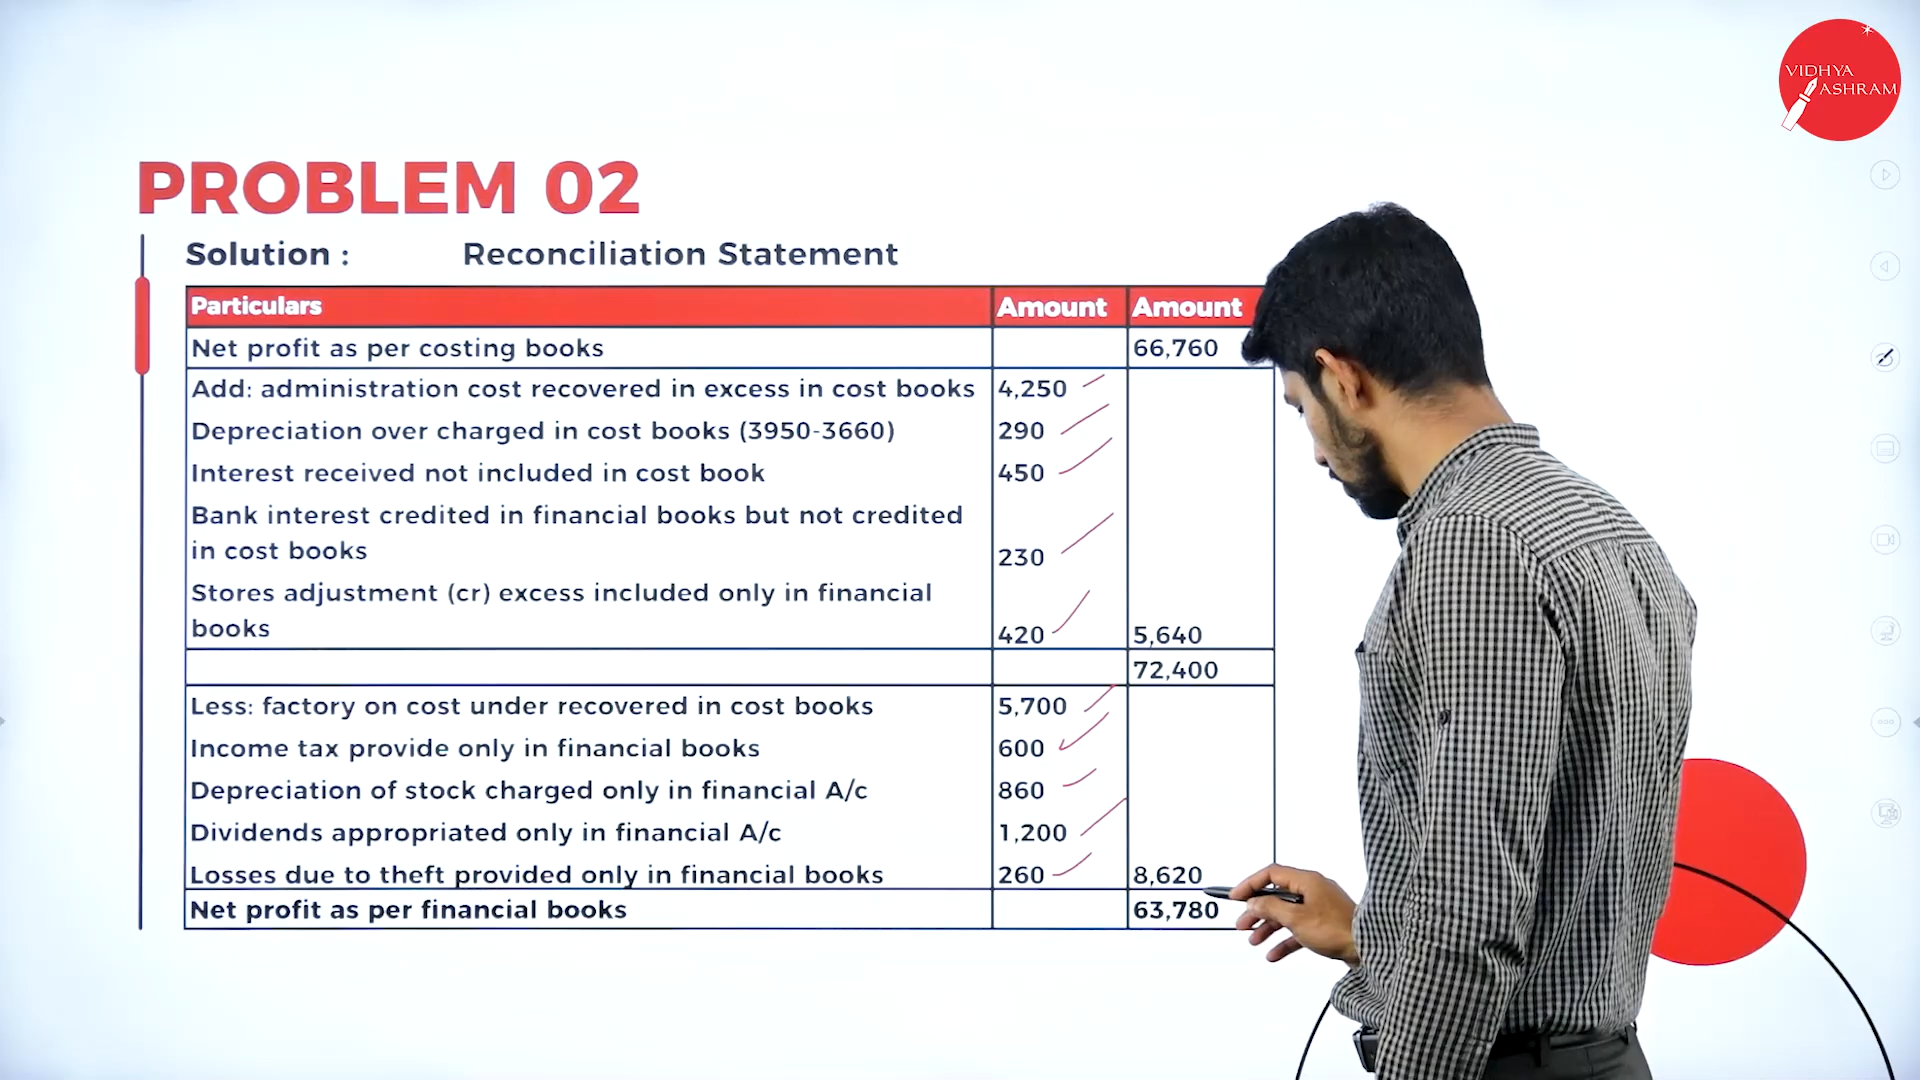 VIDHYA
ASHRAM
PROBLEM 02
Solution : Reconciliation Statement
Particulars Amount Amount
Net profit as per costing books 66,760
Add: administration cost recovered in excess in cost books 4,250
Depreciation over charged in cost books (3950-3660) 290
Interest received not included in cost book 450
Bank interest credited in financial books but not credited
in cost books 230
Stores adjustment (cr) excess included only in financial
books 420 5,640
72,400
Less: factory on cost under recovered in cost books 5,700
Income tax provide only in financial books 600
Depreciation of stock charged only in financial A/c 860
Dividends appropriated only in financial A/c 1,200
Losses due to theft provided only in financial books 260 8,620
Net profit as per financial books 63,780